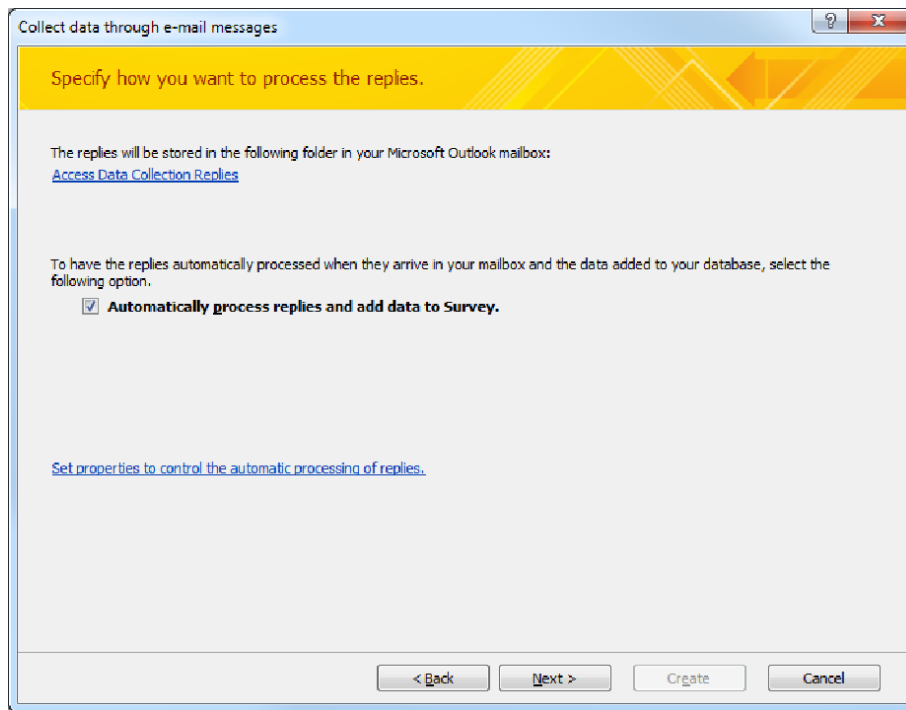 Collect data through e-mail messages
Specify how you want to process the replies.
The replies will be stored in the following folder in your Microsoft Outlook mailbox:
Access Data Collection Replies
To have the replies automatically processed when they arrive in your mailbox and the data added to your database, select the
following option.
Automatically process replies and add data to Survey.
Set properties to control the automatic processing of replies.
< Back Next > Create Cancel